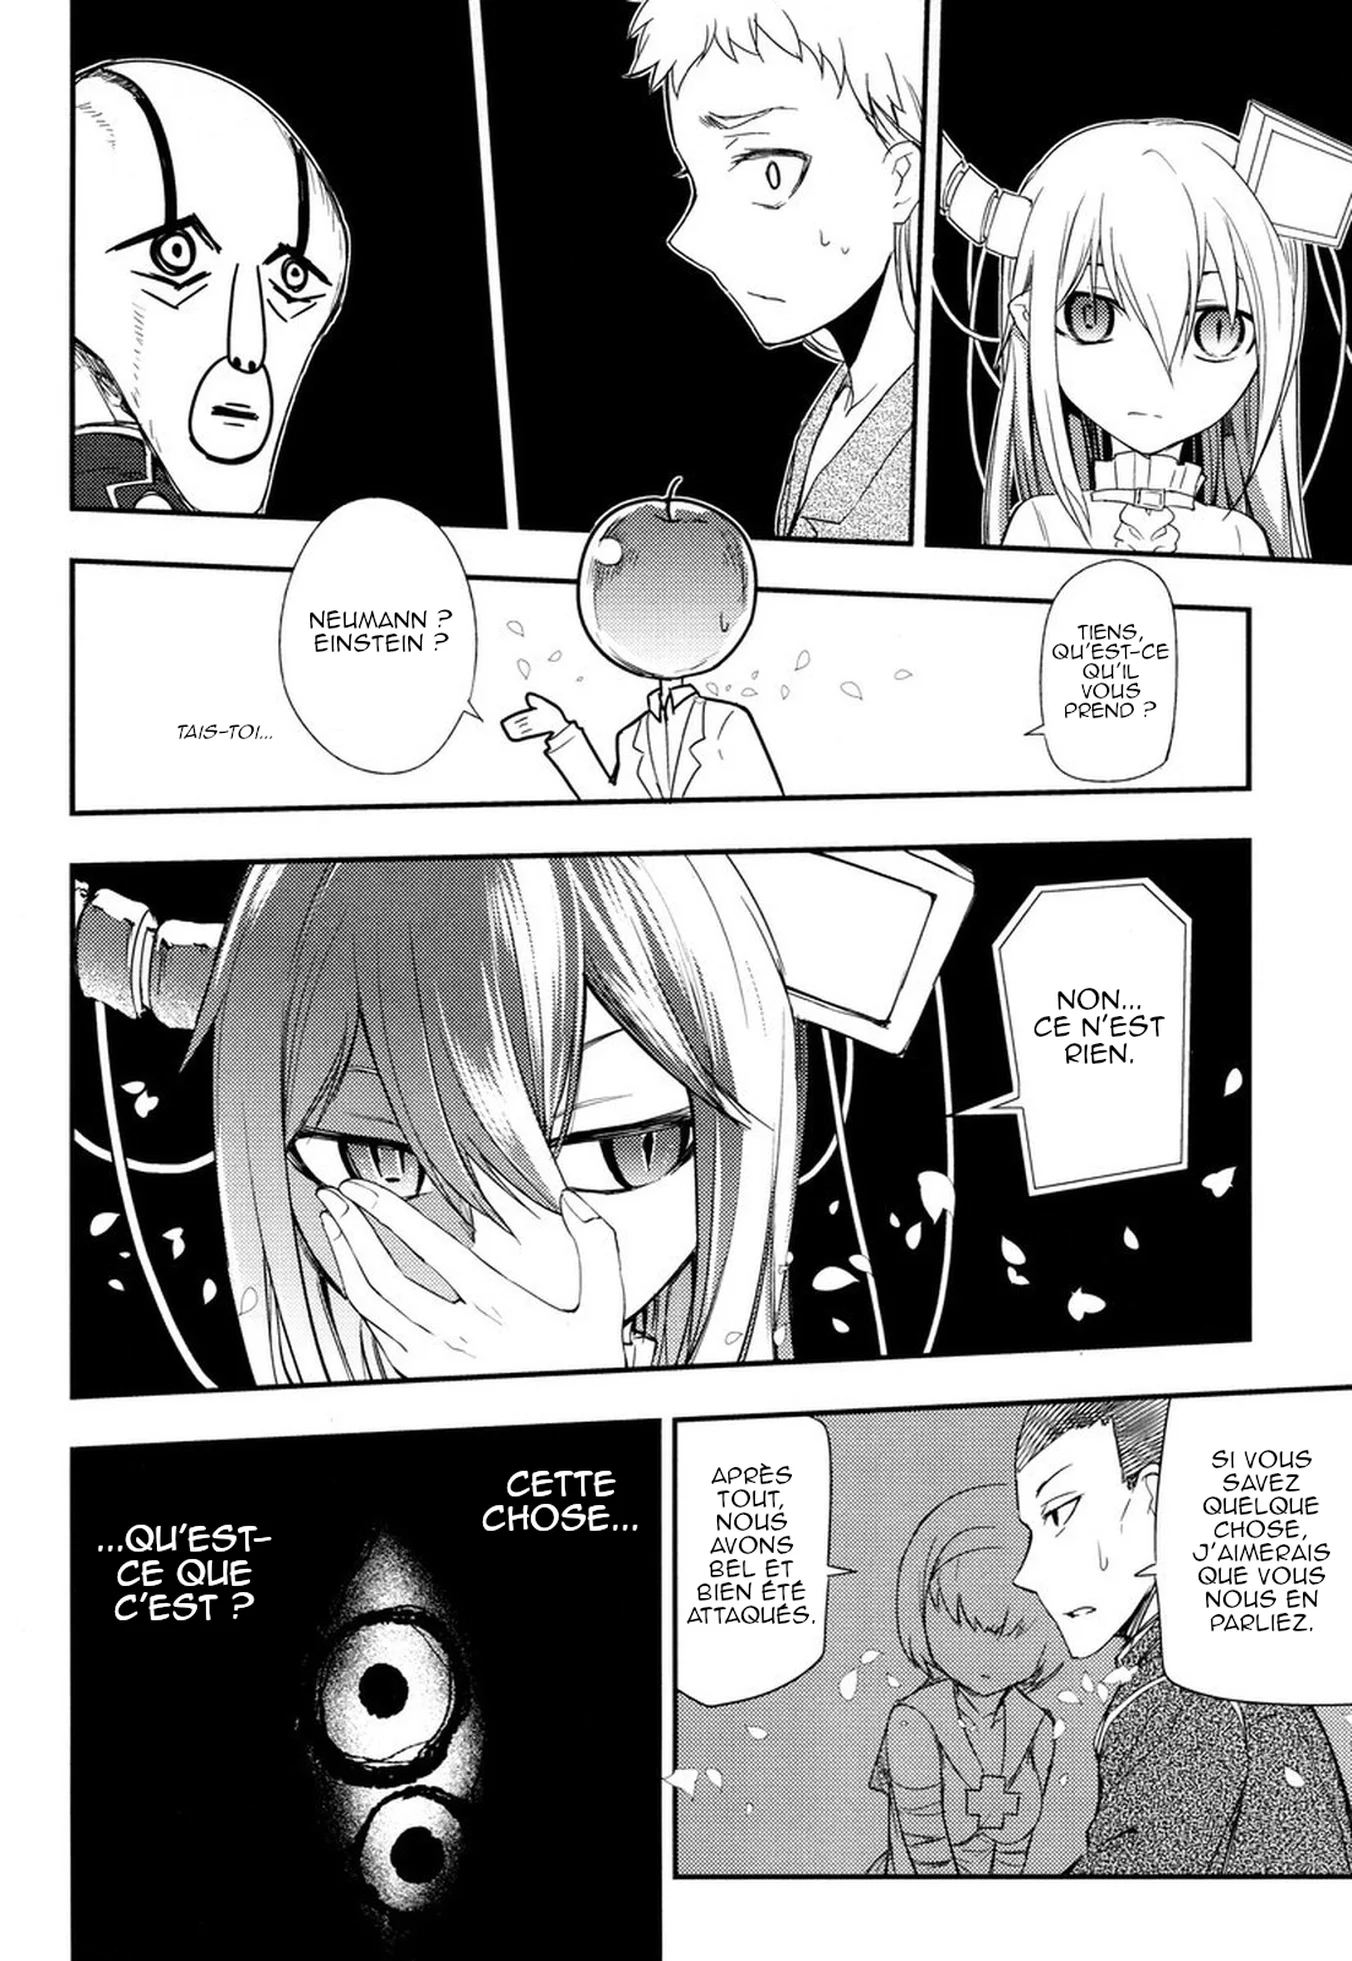 TIENS,
QU'EST-CE
QU'IL
VOUS
PREND ?
NEUMANN ?
EINSTEIN ?
TAIS-TOI...
NON...
CE N'EST
RIEN.
SI VOUS
SAVEZ
QUELQUE
CHOSE,
J'AIMERAIS
QUE VOUS
NOUS EN
PARLIEZ.
APRÈS
TOUT,
NOUS
AVONS
BEL ET
BIEN ÉTÉ
ATTAQUÉS.
CETTE
CHOSE...
...QU'EST-
CE QUE
C'EST ?